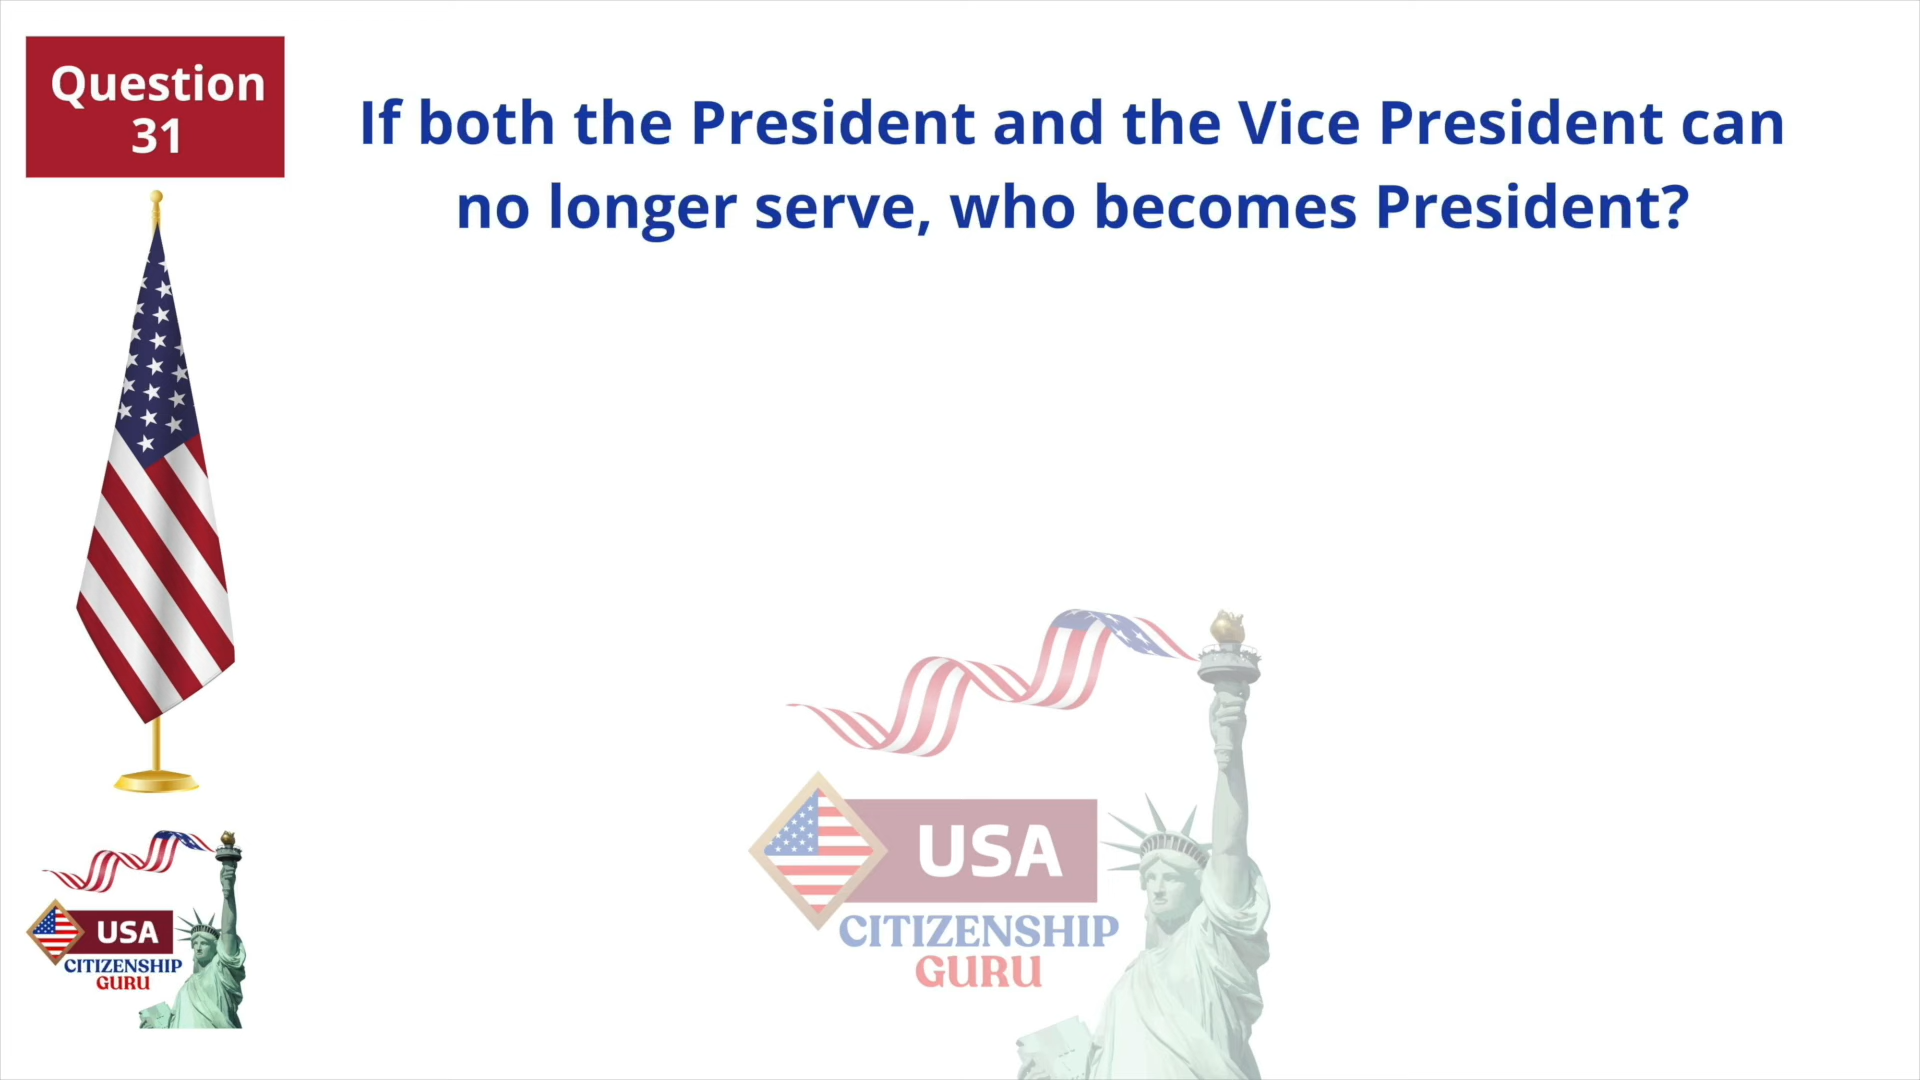 Question
31
If both the President and the Vice President can
no longer serve, who becomes President?
USA
CITIZENSHIP
GURU
USA
CITIZENSHIP
GURU